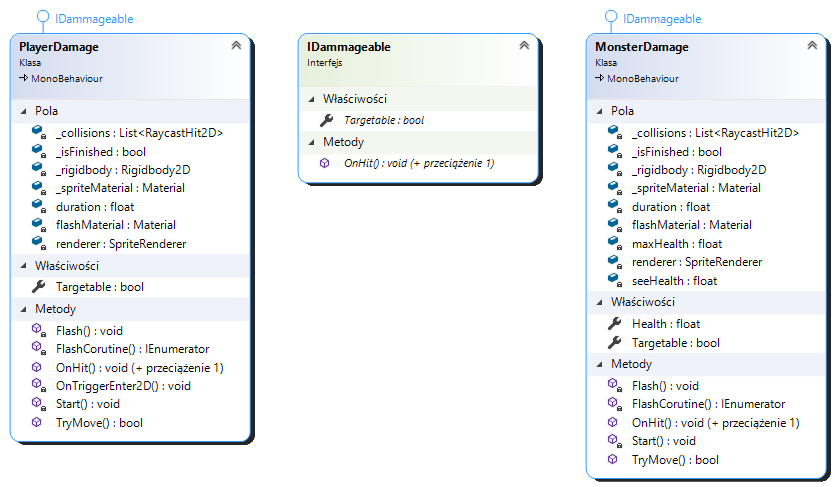 IDammageable
PlayerDamage
Klasa
MonoBehaviour
Pola
_collisions : List<RaycastHit2D>
_isFinished : bool
_rigidbody : Rigidbody2D
_spriteMaterial : Material
duration : float
flashMaterial : Material
renderer : SpriteRenderer
Właściwości
Targetable : bool
Metody
Flash() : void
FlashCorutine() : IEnumerator
OnHit() : void (+ przeciążenie 1)
OnTriggerEnter2D() : void
Start() : void
TryMove() : bool
IDammageable
Interfejs
Właściwości
Targetable : bool
Metody
OnHit() : void (+ przeciążenie 1)
IDammageable
MonsterDamage
Klasa
MonoBehaviour
Pola
_collisions : List<RaycastHit2D>
_isFinished : bool
_rigidbody : Rigidbody2D
_spriteMaterial : Material
duration : float
flashMaterial : Material
maxHealth : float
renderer : SpriteRenderer
seeHealth : float
Właściwości
Health : float
Targetable : bool
Metody
Flash() : void
FlashCorutine() : IEnumerator
OnHit() : void (+ przeciążenie 1)
Start() : void
TryMove() : bool